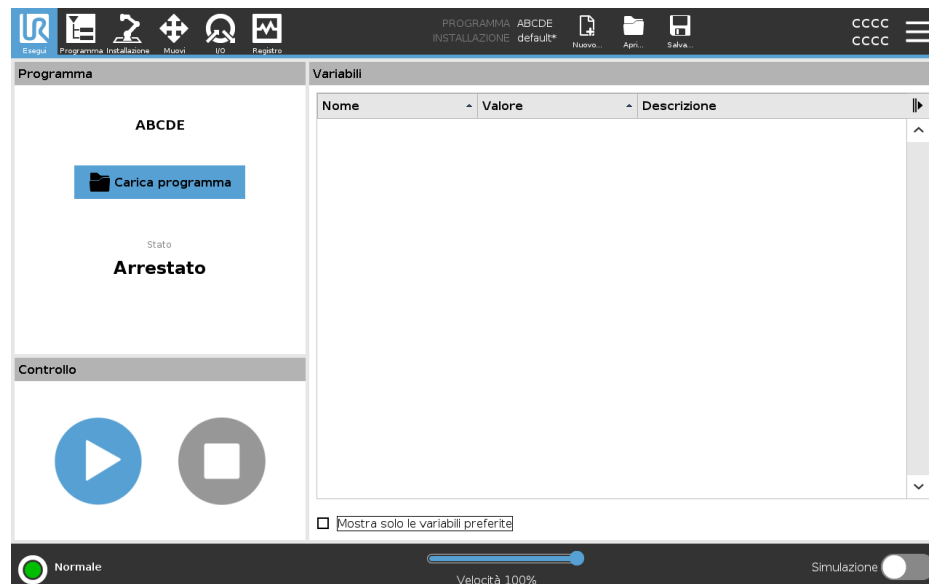 PROGRAMMA ABCDE
INSTALLAZIONE default*
CCCC
CCCC
Esegui Programma Installazione Muovi I/O Registro Nuovo... Apri... Salva...
Programma
Variabili
Nome Valore Descrizione
ABCDE
Carica programma
Stato
Arrestato
Controllo
Mostra solo le variabili preferite
Normale
Velocità 100%
Simulazione